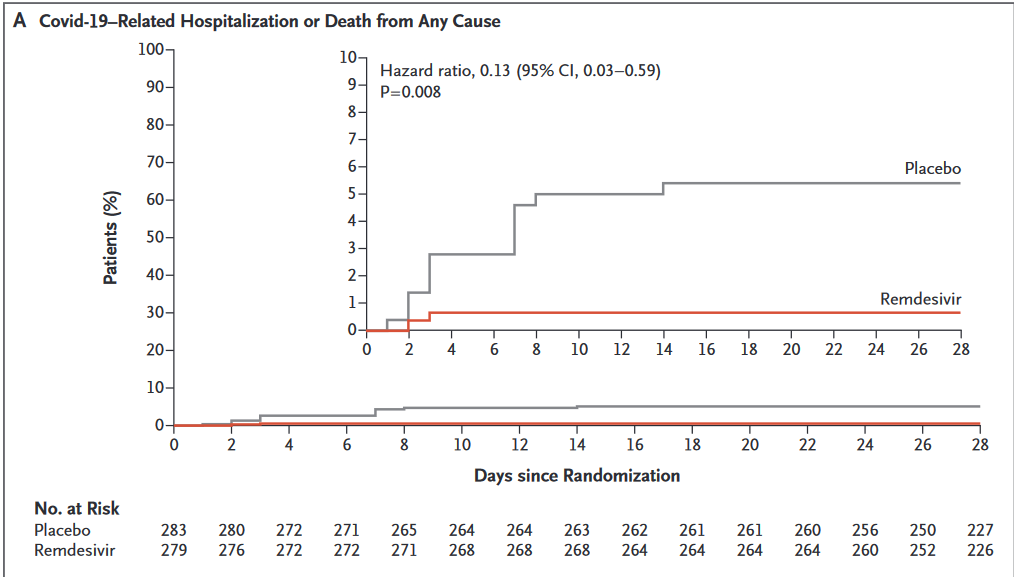 A Covid-19–Related Hospitalization or Death from Any Cause
100
90
80
70
60
50
40
30
20
10
0
Patients (%)
10
9
8
7
6
5
4
3
2
1
0
Hazard ratio, 0.13 (95% CI, 0.03–0.59)
P=0.008
Placebo
Remdesivir
0 2 4 6 8 10 12 14 16 18 20 22 24 26 28
0 2 4 6 8 10 12 14 16 18 20 22 24 26 28
Days since Randomization
No. at Risk
Placebo 283 280 272 271 265 264 264 263 262 261 261 260 256 250 227
Remdesivir 279 276 272 272 271 268 268 268 264 264 264 264 260 252 226